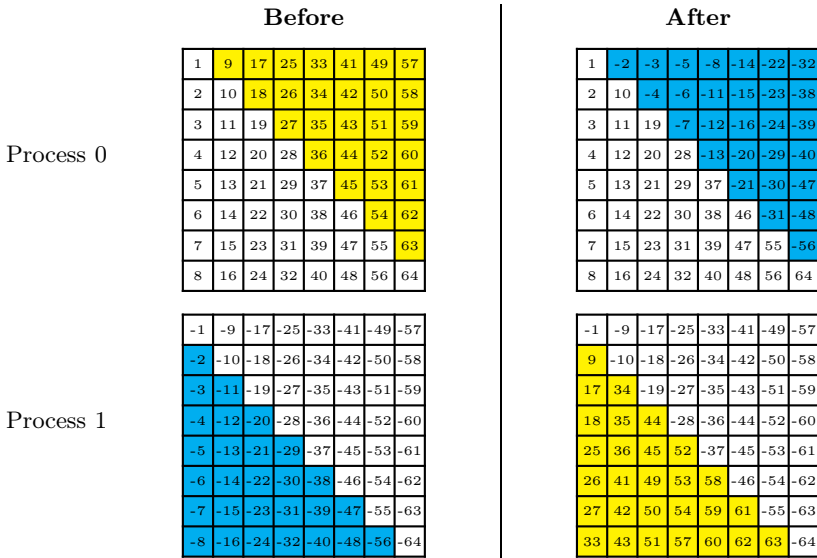 Before After
1 9 17 25 33 41 49 57 1 -2 -3 -5 -8 -14 -22 -32
2 10 18 26 34 42 50 58 2 10 -4 -6 -11 -15 -23 -38
3 11 19 27 35 43 51 59 3 11 19 -7 -12 -16 -24 -39
Process 0
4 12 20 28 36 44 52 60 4 12 20 28 -13 -20 -29 -40
5 13 21 29 37 45 53 61 5 13 21 29 37 -21 -30 -47
6 14 22 30 38 46 54 62 6 14 22 30 38 46 -31 -48
7 15 23 31 39 47 55 63 7 15 23 31 39 47 55 -56
8 16 24 32 40 48 56 64 8 16 24 32 40 48 56 64
-1 -9 -17 -25 -33 -41 -49 -57 -1 -9 -17 -25 -33 -41 -49 -57
-2 -10 -18 -26 -34 -42 -50 -58 9 -10 -18 -26 -34 -42 -50 -58
-3 -11 -19 -27 -35 -43 -51 -59 17 34 -19 -27 -35 -43 -51 -59
Process 1
-4 -12 -20 -28 -36 -44 -52 -60 18 35 44 -28 -36 -44 -52 -60
-5 -13 -21 -29 -37 -45 -53 -61 25 36 45 52 -37 -45 -53 -61
-6 -14 -22 -30 -38 -46 -54 -62 26 41 49 53 58 -46 -54 -62
-7 -15 -23 -31 -39 -47 -55 -63 27 42 50 54 59 61 -55 -63
-8 -16 -24 -32 -40 -48 -56 -64 33 43 51 57 60 62 63 -64